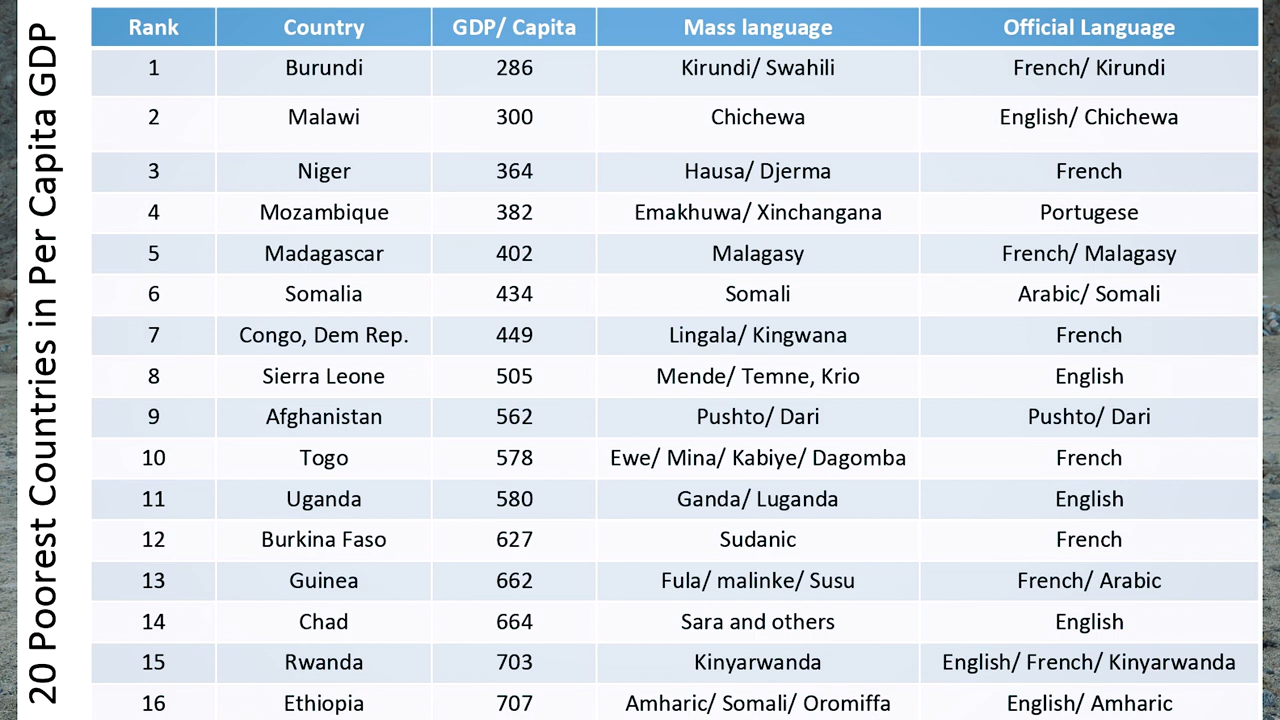 20 Poorest Countries in Per Capita GDP
Rank Country GDP/ Capita Mass language Official Language
1 Burundi 286 Kirundi/ Swahili French/ Kirundi
2 Malawi 300 Chichewa English/ Chichewa
3 Niger 364 Hausa/ Djerma French
4 Mozambique 382 Emakhuwa/ Xinchangana Portugese
5 Madagascar 402 Malagasy French/ Malagasy
6 Somalia 434 Somali Arabic/ Somali
7 Congo, Dem Rep. 449 Lingala/ Kingwana French
8 Sierra Leone 505 Mende/ Temne, Krio English
9 Afghanistan 562 Pushto/ Dari Pushto/ Dari
10 Togo 578 Ewe/ Mina/ Kabiye/ Dagomba French
11 Uganda 580 Ganda/ Luganda English
12 Burkina Faso 627 Sudanic French
13 Guinea 662 Fula/ malinke/ Susu French/ Arabic
14 Chad 664 Sara and others English
15 Rwanda 703 Kinyarwanda English/ French/ Kinyarwanda
16 Ethiopia 707 Amharic/ Somali/ Oromiffa English/ Amharic